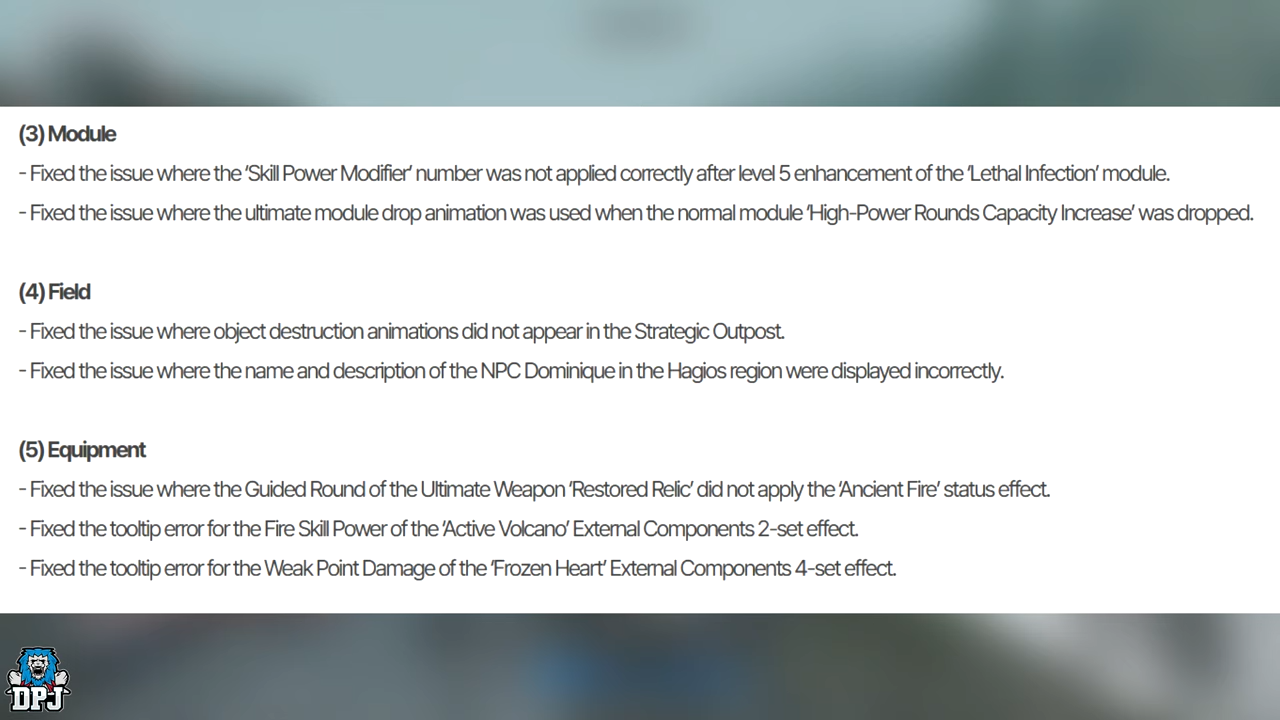 (3) Module
- Fixed the issue where the ‘Skill Power Modifier’ number was not applied correctly after level 5 enhancement of the ‘Lethal Infection’ module.
- Fixed the issue where the ultimate module drop animation was used when the normal module ‘High-Power Rounds Capacity Increase’ was dropped.
(4) Field
- Fixed the issue where object destruction animations did not appear in the Strategic Outpost.
- Fixed the issue where the name and description of the NPC Dominique in the Hagios region were displayed incorrectly.
(5) Equipment
- Fixed the issue where the Guided Round of the Ultimate Weapon ‘Restored Relic’ did not apply the ‘Ancient Fire’ status effect.
- Fixed the tooltip error for the Fire Skill Power of the ‘Active Volcano’ External Components 2-set effect.
- Fixed the tooltip error for the Weak Point Damage of the ‘Frozen Heart’ External Components 4-set effect.
DPJ